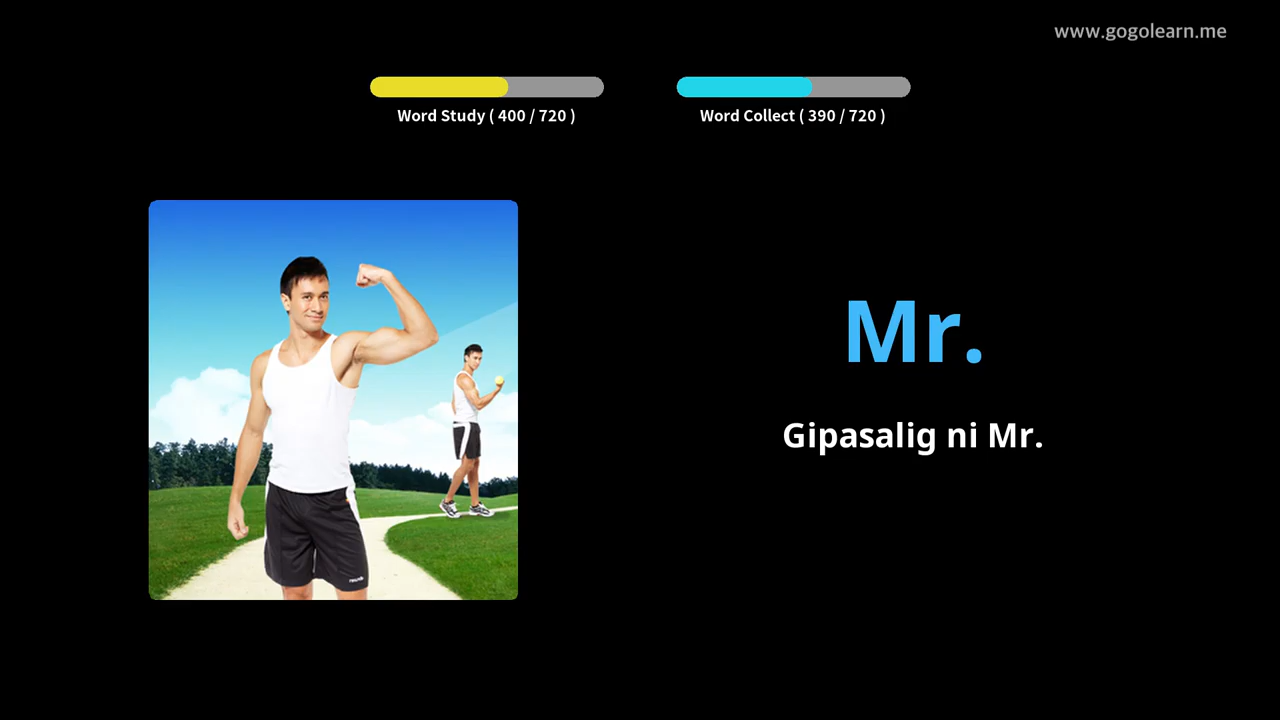 www.gogolearn.me
Word Study ( 400 / 720 )
Word Collect ( 390 / 720 )
Mr.
Gipasalig ni Mr.